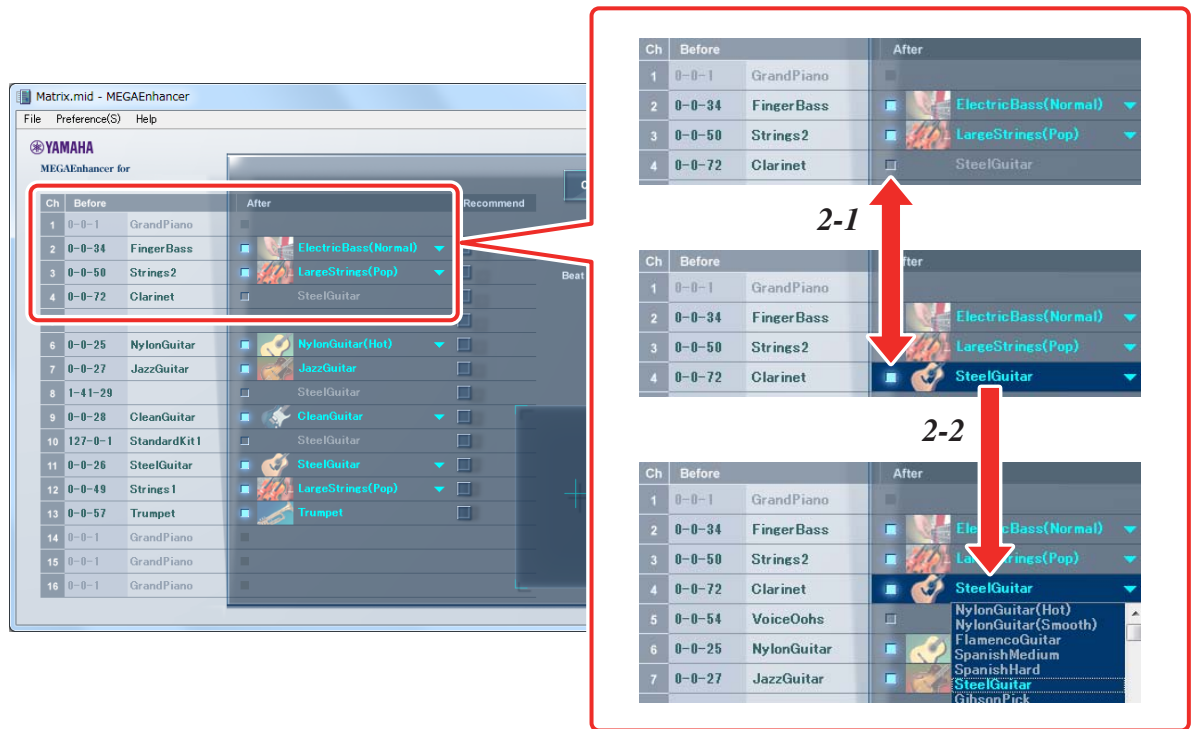 Matrix.mid - MEGAEnhancer
File Preference(S) Help
YAMAHA
MEGAEnhancer for
Ch Before After Recommend
1 0-0-1 GrandPiano
2 0-0-34 FingerBass ElectricBass(Normal)
3 0-0-50 Strings2 LargeStrings(Pop)
4 0-0-72 Clarinet SteelGuitar
6 0-0-25 NylonGuitar NylonGuitar(Hot)
7 0-0-27 JazzGuitar JazzGuitar
8 1-41-29 SteelGuitar
9 0-0-28 CleanGuitar CleanGuitar
10 127-0-1 StandardKit1 SteelGuitar
11 0-0-26 SteelGuitar SteelGuitar
12 0-0-49 Strings1 LargeStrings(Pop)
13 0-0-57 Trumpet Trumpet
14 0-0-1 GrandPiano
15 0-0-1 GrandPiano
16 0-0-1 GrandPiano
Beat
Ch Before After
1 0-0-1 GrandPiano
2 0-0-34 FingerBass ElectricBass(Normal)
3 0-0-50 Strings2 LargeStrings(Pop)
4 0-0-72 Clarinet SteelGuitar
2-1
Ch Before After
1 0-0-1 GrandPiano
2 0-0-34 FingerBass ElectricBass(Normal)
3 0-0-50 Strings2 LargeStrings(Pop)
4 0-0-72 Clarinet SteelGuitar
2-2
Ch Before After
1 0-0-1 GrandPiano
2 0-0-34 FingerBass Ele Bass(Normal)
3 0-0-50 Strings2 Lar rings(Pop)
4 0-0-72 Clarinet SteelGuitar
5 0-0-54 VoiceOohs
6 0-0-25 NylonGuitar
7 0-0-27 JazzGuitar
NylonGuitar(Hot)
NylonGuitar(Smooth)
FlamencoGuitar
SpanishMedium
SpanishHard
SteelGuitar
GibsonPick